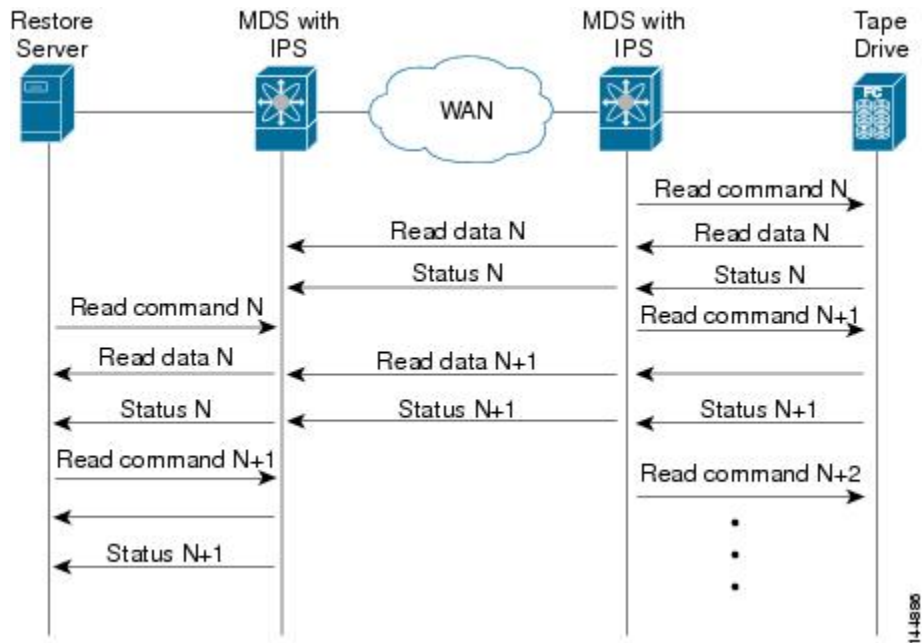 Restore
Server
MDS with
IPS
MDS with
IPS
Tape
Drive
WAN
FC
Read command N
Read data N
Read data N
Status N
Status N
Read command N
Read command N+1
Read data N
Read data N+1
Status N
Status N+1
Status N+1
Read command N+1
Read command N+2
Status N+1
144886